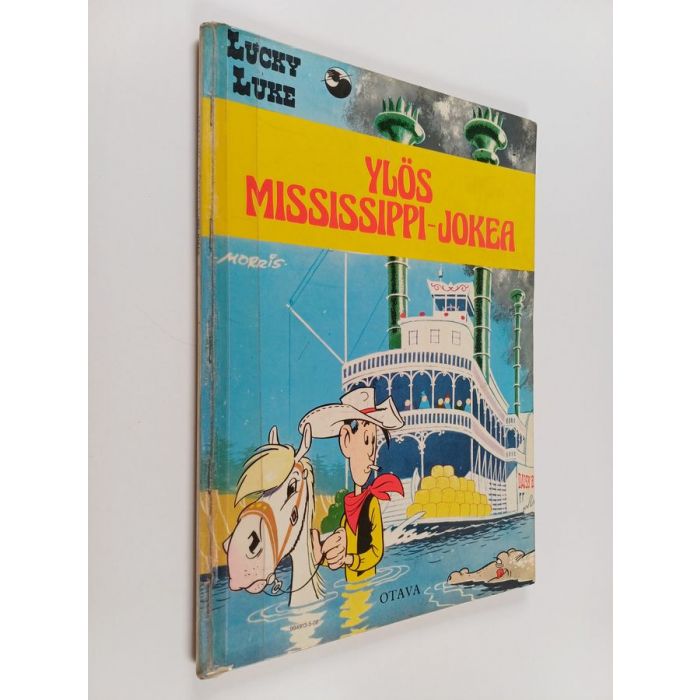 LUCKY
LUKE
YLÖS
MISSISSIPPI-JOKEA
MORRIS
OTAVA